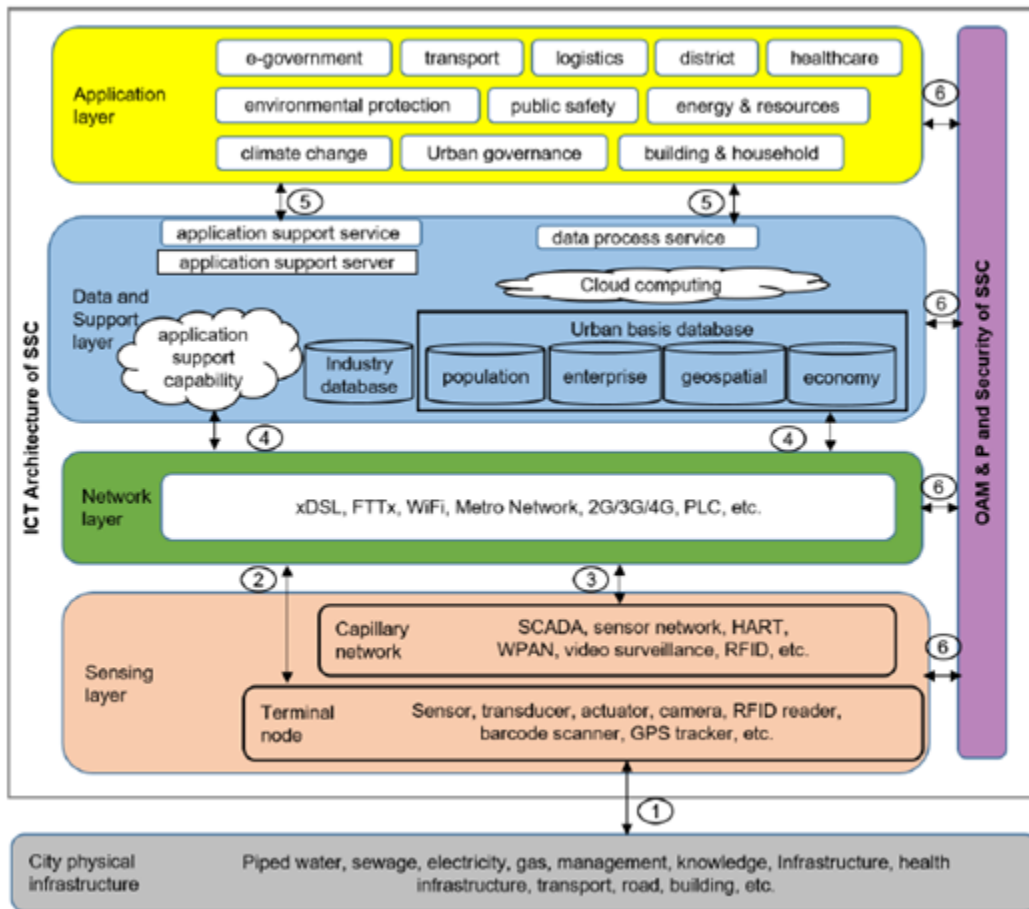 ICT Architecture of SSC
Application
layer
e-government
transport
logistics
district
healthcare
environmental protection
public safety
energy & resources
climate change
Urban governance
building & household
6
5
5
Data and
Support
layer
application support service
application support server
data process service
Cloud computing
application
support
capability
Industry
database
Urban basis database
population
enterprise
geospatial
economy
6
4
4
Network
layer
xDSL, FTTx, WiFi, Metro Network, 2G/3G/4G, PLC, etc.
6
2
3
Sensing
layer
Capillary
network
SCADA, sensor network, HART,
WPAN, video surveillance, RFID, etc.
Terminal
node
Sensor, transducer, actuator, camera, RFID reader,
barcode scanner, GPS tracker, etc.
6
OAM & P and Security of SSC
1
City physical
infrastructure
Piped water, sewage, electricity, gas, management, knowledge, Infrastructure, health
infrastructure, transport, road, building, etc.